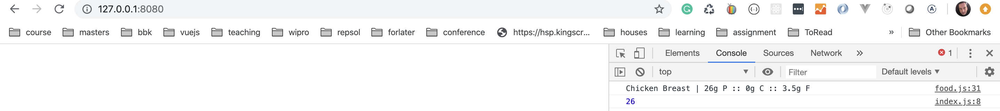 127.0.0.1:8080
course masters bbk vuejs teaching wipro repsol forlater conference https://hsp.kingscr... houses learning assignment ToRead » Other Bookmarks
Elements Console Sources Network » 1
top Filter Default levels
Chicken Breast | 26g P :: 0g C :: 3.5g F food.js:31
26 index.js:8